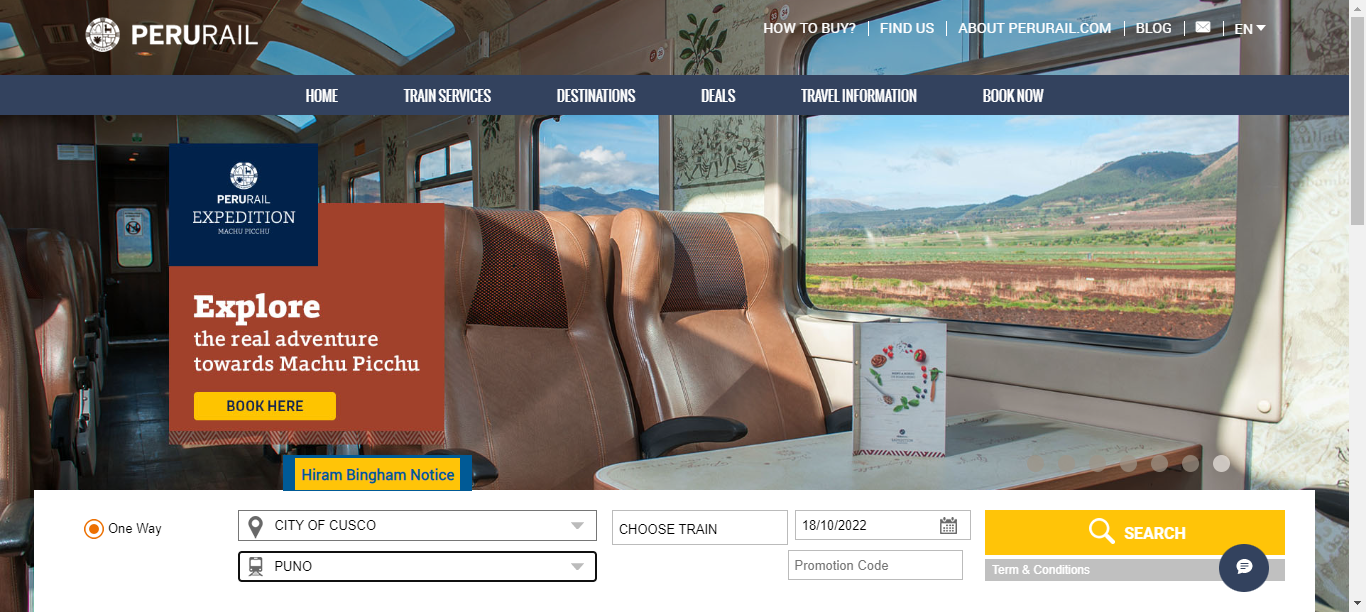 PERURAIL
HOW TO BUY?
FIND US
ABOUT PERURAIL.COM
BLOG
EN
HOME
TRAIN SERVICES
DESTINATIONS
DEALS
TRAVEL INFORMATION
BOOK NOW
PERURAIL
EXPEDITION
MACHU PICCHU
Explore
the real adventure
towards Machu Picchu
BOOK HERE
Hiram Bingham Notice
One Way
CITY OF CUSCO
PUNO
CHOOSE TRAIN
18/10/2022
Promotion Code
SEARCH
Term & Conditions